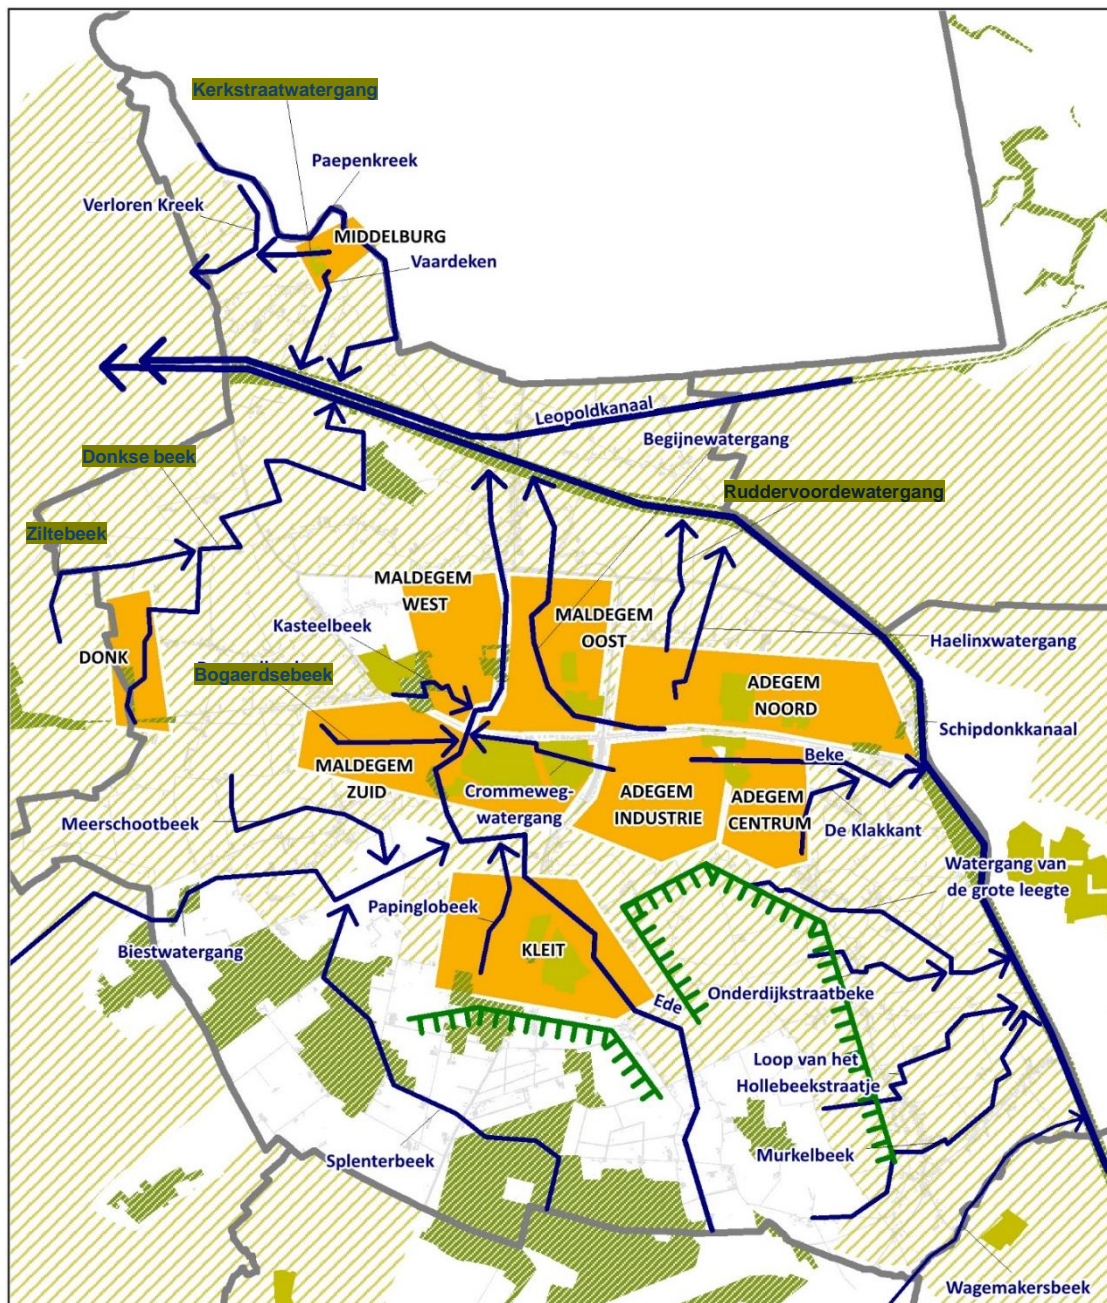 Kerkstraatwatergang
Paepenkreek
Verloren Kreek
MIDDELBURG
Vaardeken
Leopoldkanaal
Begijnewatergang
Donkse beek
Ruddervoordewatergang
Ziltebeek
MALDEGEM
WEST
MALDEGEM
OOST
Kasteelbeek
Haelinxwatergang
DONK
Bogaerdsebeek
ADEGEM
NOORD
Schipdonkkanaal
Beke
MALDEGEM
ZUID
Crommeweg-
watergang
ADEGEM
INDUSTRIE
ADEGEM
CENTRUM
Meerschootbeek
De Klakkant
Watergang van
de grote leegte
Papinglobeek
KLEIT
Biestwatergang
Ede
Onderdijkstraatbeke
Loop van het
Hollebeekstraatje
Murkelbeek
Splenterbeek
Wagemakersbeek